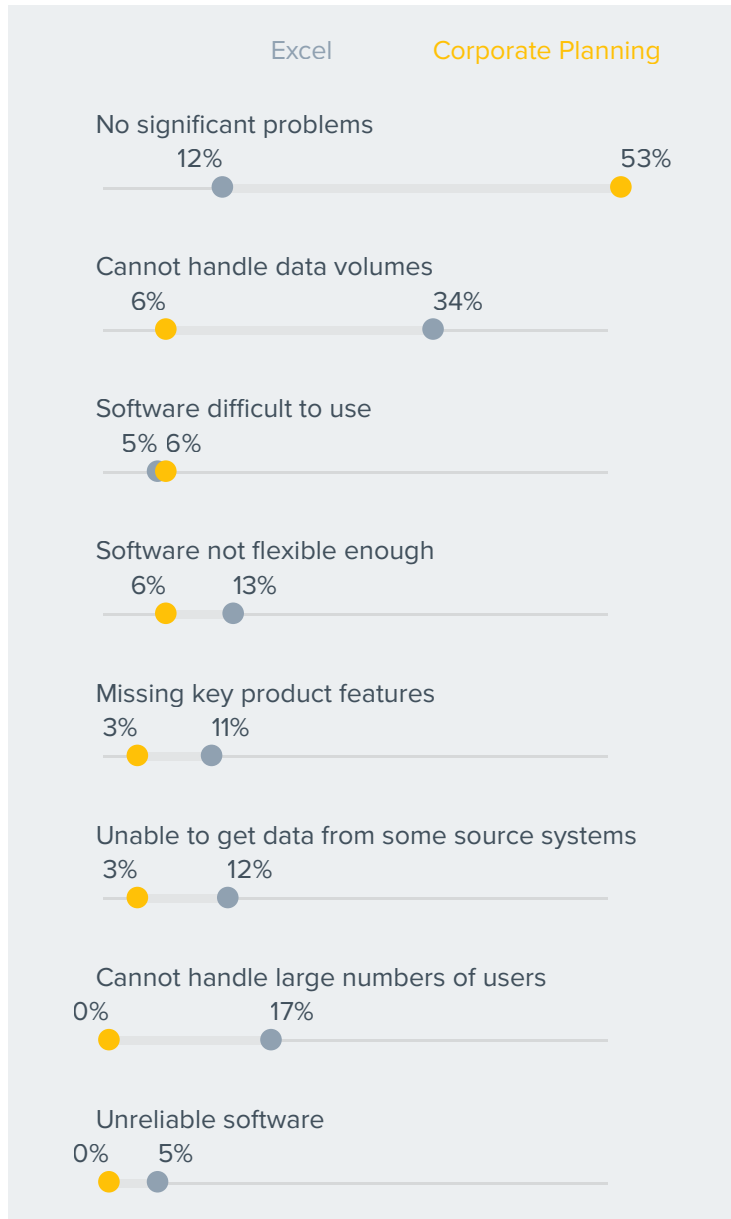 Excel Corporate Planning
No significant problems
12% 53%
Cannot handle data volumes
6% 34%
Software difficult to use
5% 6%
Software not flexible enough
6% 13%
Missing key product features
3% 11%
Unable to get data from some source systems
3% 12%
Cannot handle large numbers of users
0% 17%
Unreliable software
0% 5%